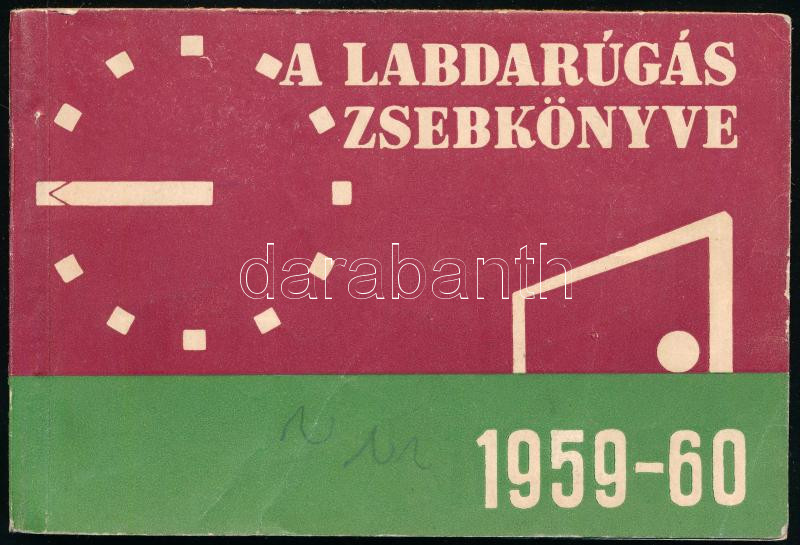 A LABDARÚGÁS
ZSEBKÖNYVE
darabanth
1959-60